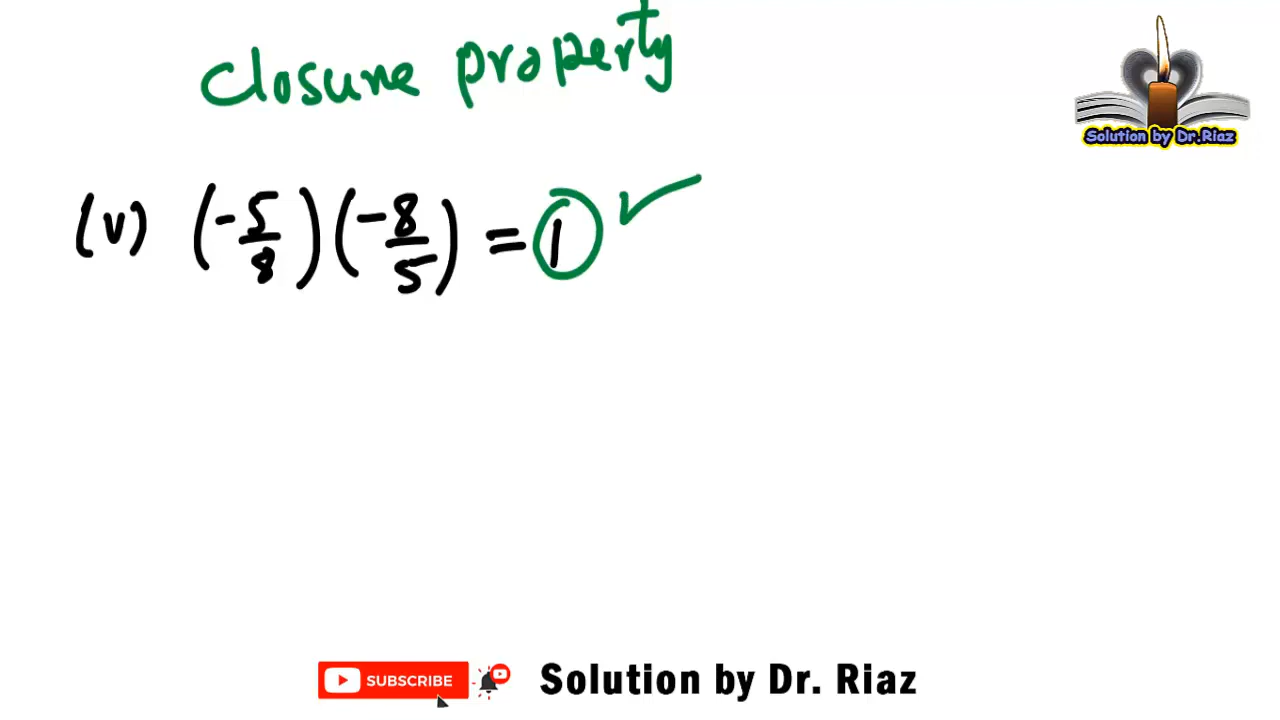 closure property
Solution by Dr.Riaz
(v) (-5/8)(-8/5) = 1 ✓
SUBSCRIBE
Solution by Dr. Riaz